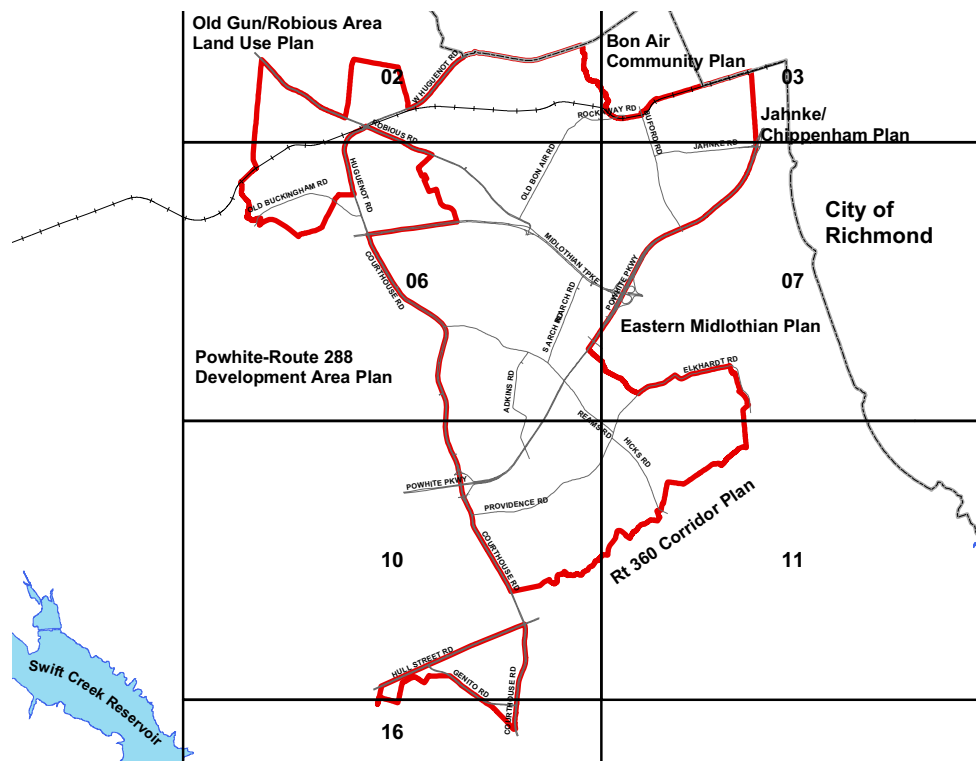 Old Gun/Robious Area
Land Use Plan
02
W HUGUENOT RD
Bon Air
Community Plan
03
ROBIOUS RD
BUFORD RD
Jahnke/
Chippenham Plan
JAHNKE RD
HUGUENOT RD
OLD BUCKINGHAM RD
OLD BON AIR RD
City of
Richmond
MIDLOTHIAN TPKE
POWHITE PKWY
06
07
COURTHOUSE RD
Eastern Midlothian Plan
Powhite-Route 288
Development Area Plan
ELKHARDT RD
ADKINS RD
REAMS RD
HICKS RD
POWHITE PKWY
PROVIDENCE RD
Rt 360 Corridor Plan
COURTHOUSE RD
10
11
HULL STREET RD
GENITO RD
COURTHOUSE RD
Swift Creek Reservoir
16